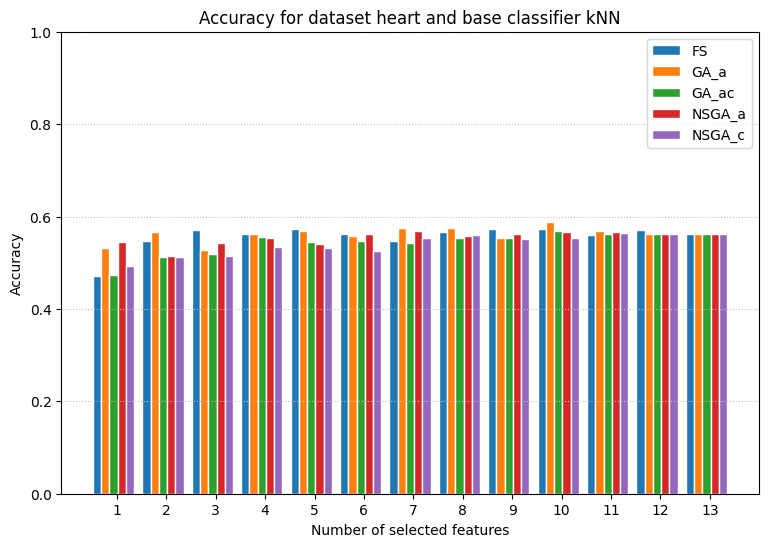 Accuracy for dataset heart and base classifier kNN
1.0
0.8
0.6
0.4
0.2
0.0
Accuracy
FS
GA_a
GA_ac
NSGA_a
NSGA_c
1 2 3 4 5 6 7 8 9 10 11 12 13
Number of selected features